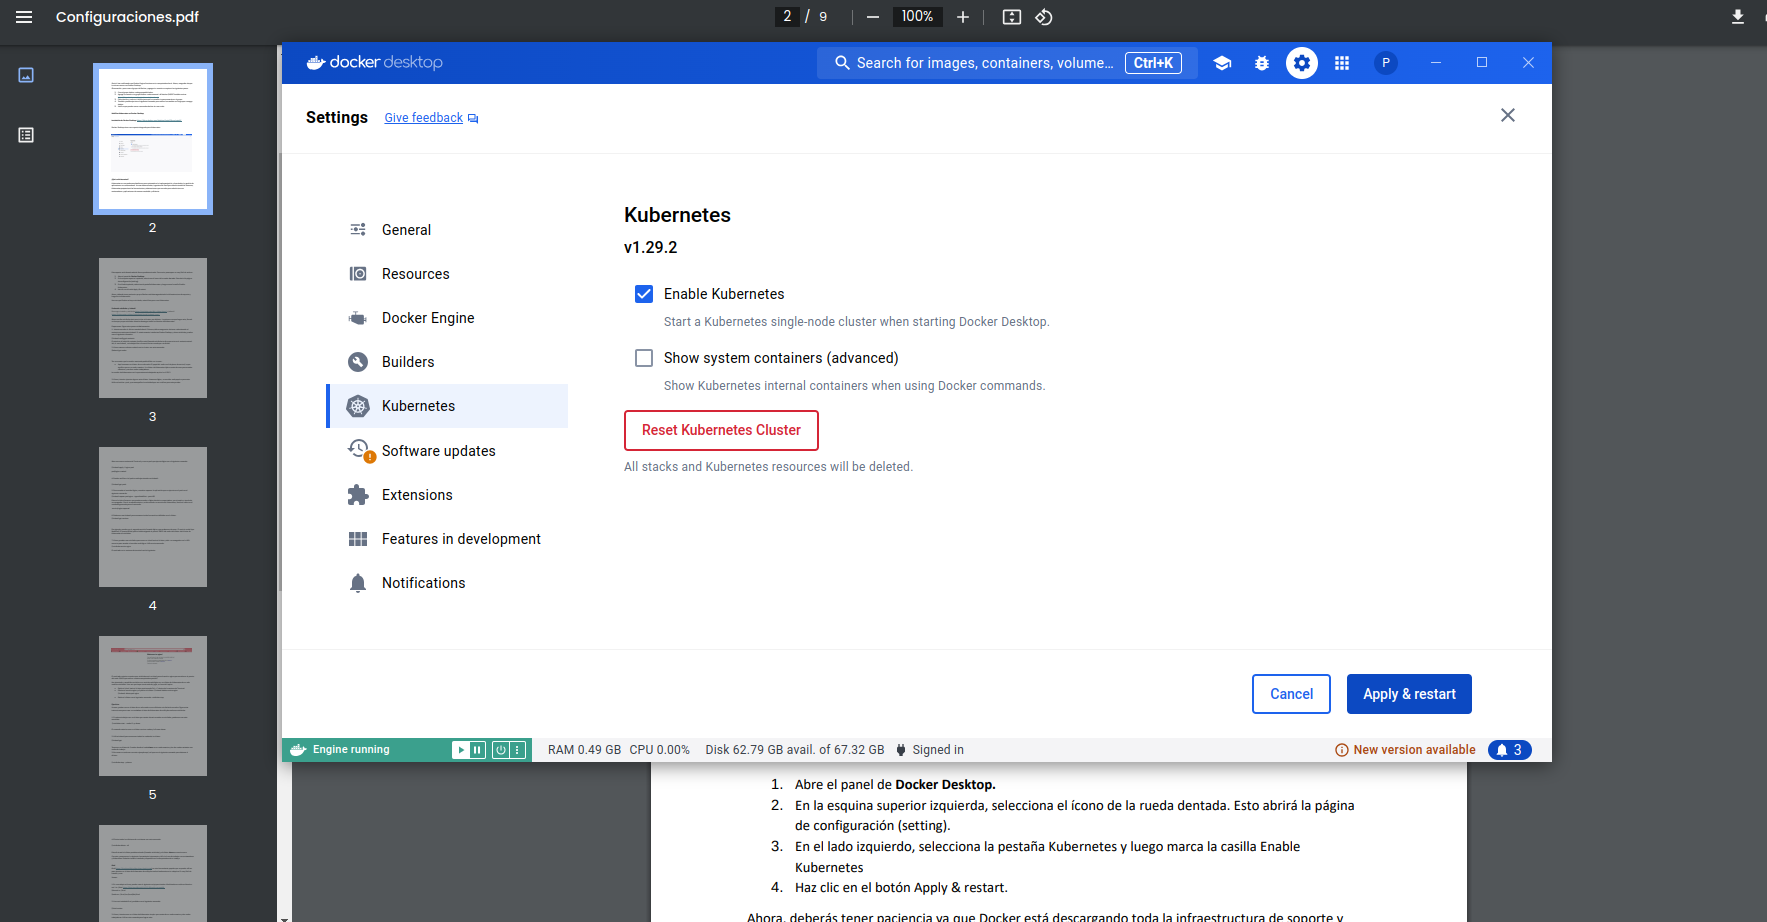 Configuraciones.pdf
2 / 9
100%
docker desktop
Search for images, containers, volume...
Ctrl+K
P
Settings
Give feedback
General
Resources
Docker Engine
Builders
Kubernetes
Software updates
Extensions
Features in development
Notifications
Kubernetes
v1.29.2
Enable Kubernetes
Start a Kubernetes single-node cluster when starting Docker Desktop.
Show system containers (advanced)
Show Kubernetes internal containers when using Docker commands.
Reset Kubernetes Cluster
All stacks and Kubernetes resources will be deleted.
Cancel
Apply & restart
Engine running
RAM 0.49 GB CPU 0.00% Disk 62.79 GB avail. of 67.32 GB Signed in
New version available
3
2
3
4
5
1. Abre el panel de Docker Desktop.
2. En la esquina superior izquierda, selecciona el ícono de la rueda dentada. Esto abrirá la página
de configuración (setting).
3. En el lado izquierdo, selecciona la pestaña Kubernetes y luego marca la casilla Enable
Kubernetes
4. Haz clic en el botón Apply & restart.
Ahora, deberás tener paciencia ya que Docker está descargando toda la infraestructura de soporte y